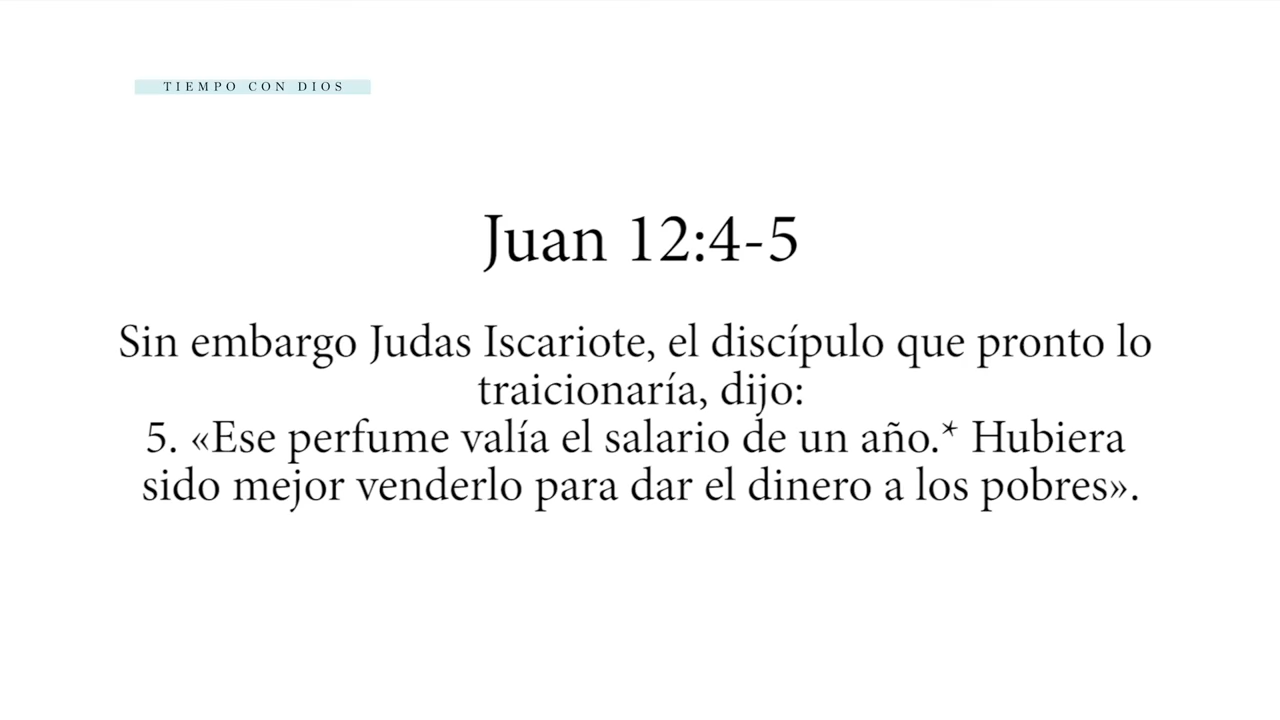 TIEMPO CON DIOS
Juan 12:4-5
Sin embargo Judas Iscariote, el discípulo que pronto lo
traicionaría, dijo:
5. «Ese perfume valía el salario de un año.* Hubiera
sido mejor venderlo para dar el dinero a los pobres».